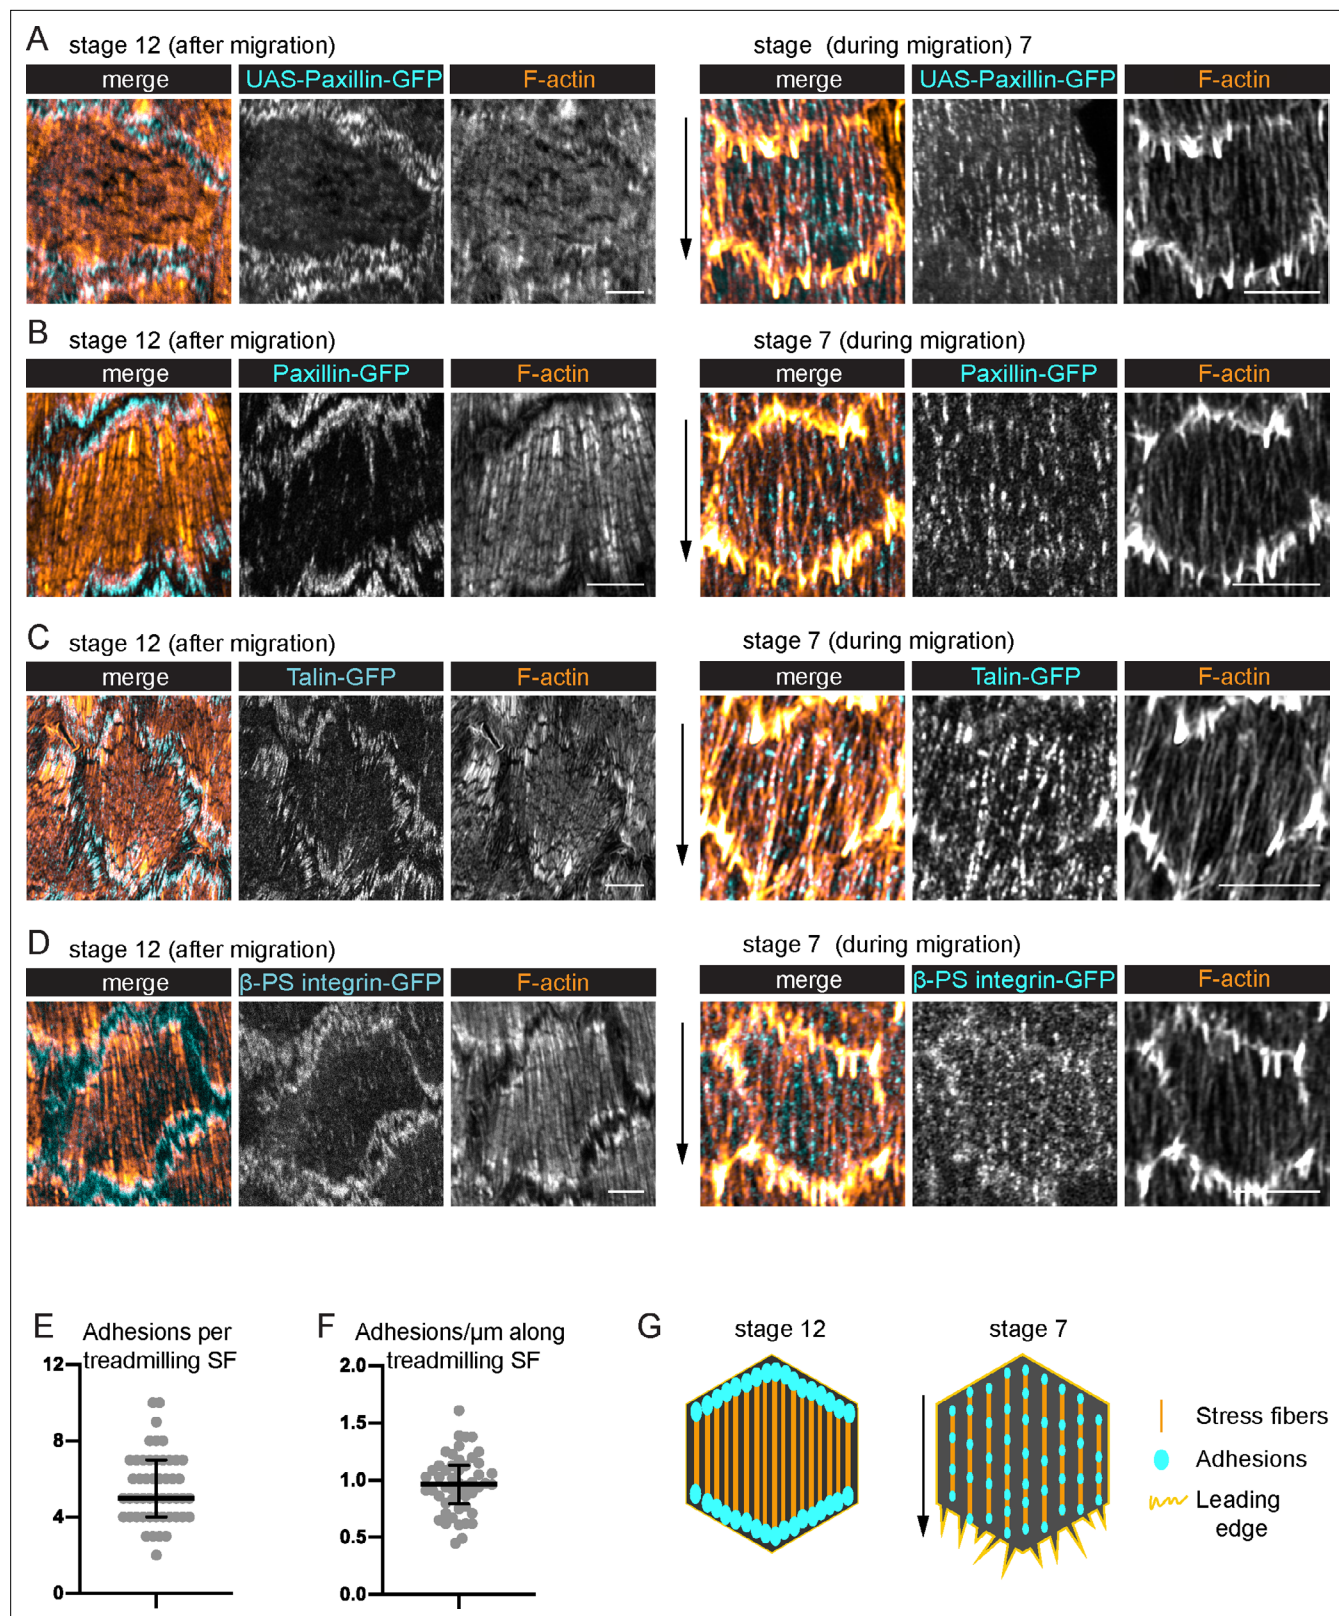 A stage 12 (after migration) stage (during migration) 7
merge UAS-Paxillin-GFP F-actin merge UAS-Paxillin-GFP F-actin
B stage 12 (after migration) stage 7 (during migration)
merge Paxillin-GFP F-actin merge Paxillin-GFP F-actin
C stage 12 (after migration) stage 7 (during migration)
merge Talin-GFP F-actin merge Talin-GFP F-actin
D stage 12 (after migration) stage 7 (during migration)
merge β-PS integrin-GFP F-actin merge β-PS integrin-GFP F-actin
E Adhesions per
treadmilling SF
12
8
4
0
F Adhesions/µm along
treadmilling SF
2.0
1.5
1.0
0.5
0.0
G stage 12 stage 7
Stress fibers
Adhesions
Leading
edge